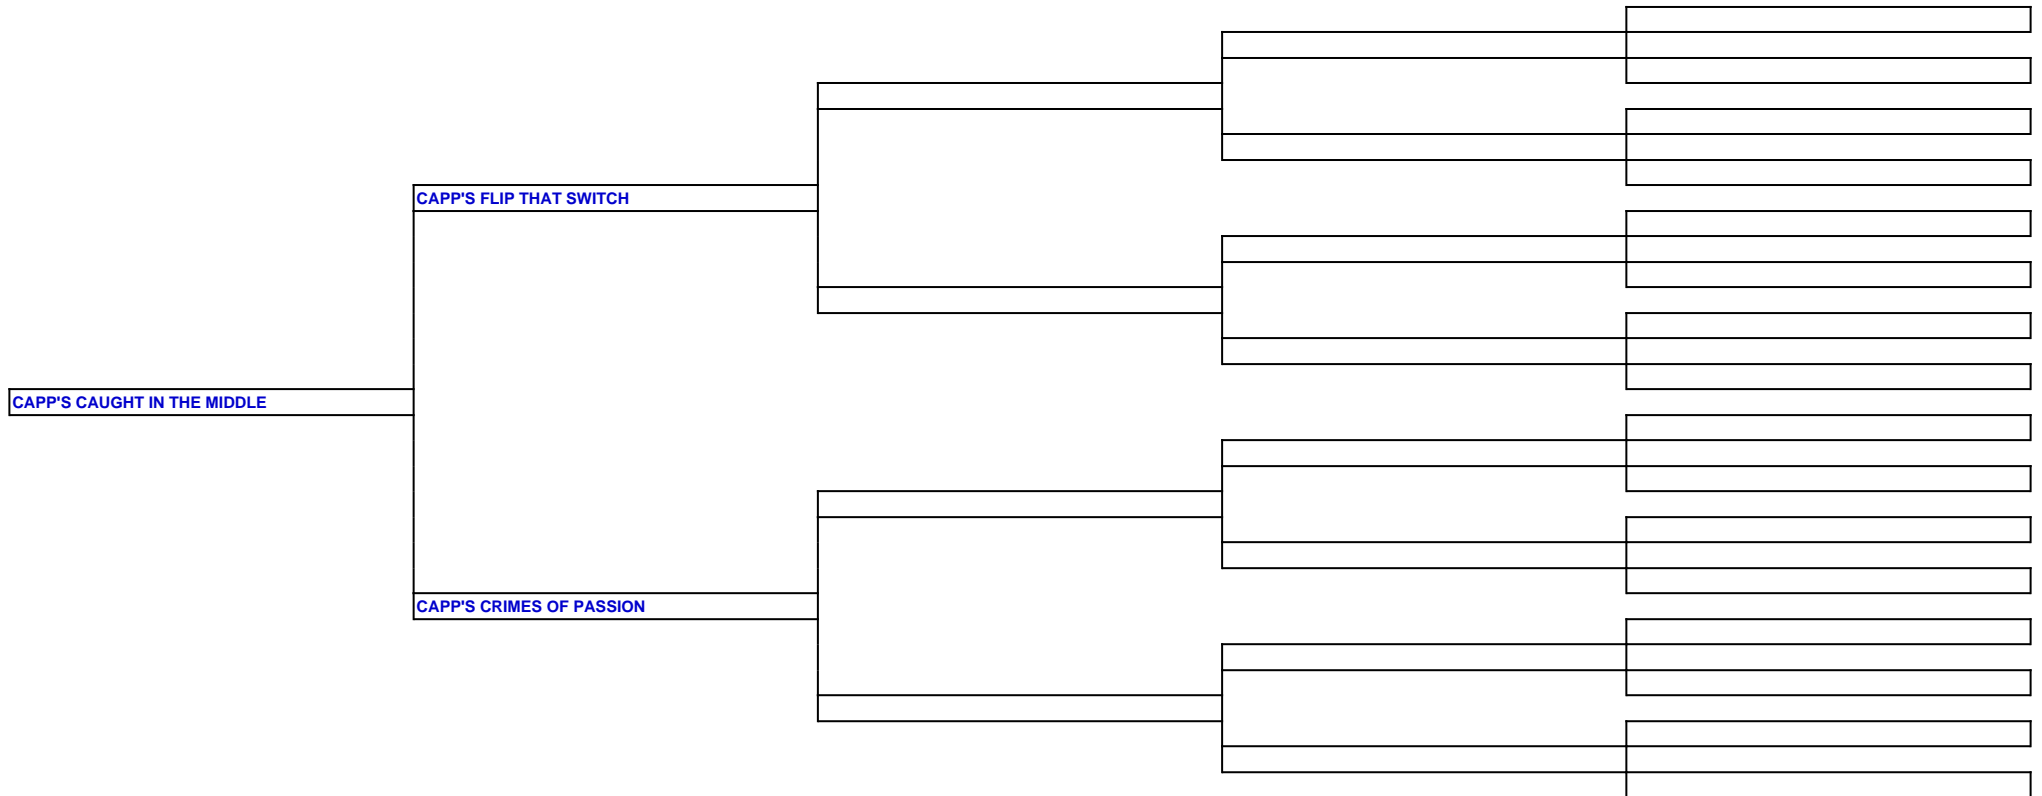 CAPP'S FLIP THAT SWITCH
CAPP'S CAUGHT IN THE MIDDLE
CAPP'S CRIMES OF PASSION